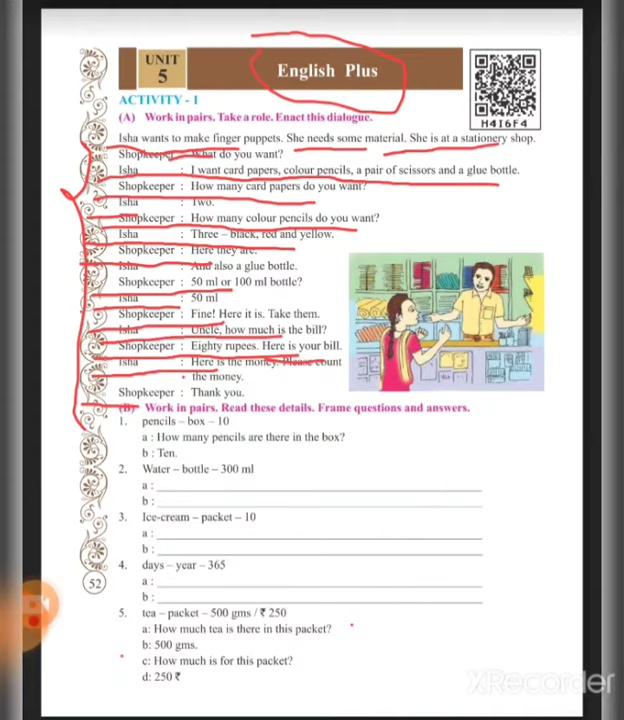 UNIT
5
English Plus
H4I6F4
ACTIVITY - I
(A) Work in pairs. Take a role. Enact this dialogue.
Isha wants to make finger puppets. She needs some material. She is at a stationery shop.
Shopkeeper : What do you want?
Isha : I want card papers, colour pencils, a pair of scissors and a glue bottle.
Shopkeeper : How many card papers do you want?
Isha : Two.
Shopkeeper : How many colour pencils do you want?
Isha : Three – black, red and yellow.
Shopkeeper : Here they are.
Isha : And also a glue bottle.
Shopkeeper : 50 ml or 100 ml bottle?
Isha : 50 ml
Shopkeeper : Fine! Here it is. Take them.
Isha : Uncle, how much is the bill?
Shopkeeper : Eighty rupees. Here is your bill.
Isha : Here is the money. Please count
the money.
Shopkeeper : Thank you.
(B) Work in pairs. Read these details. Frame questions and answers.
1. pencils – box – 10
a : How many pencils are there in the box?
b : Ten.
2. Water – bottle – 300 ml
a :
b :
3. Ice-cream – packet – 10
a :
b :
4. days – year – 365
a :
b :
52
5. tea – packet – 500 gms / ₹ 250
a: How much tea is there in this packet?
b: 500 gms.
c: How much is for this packet?
d: 250 ₹
XRecorder